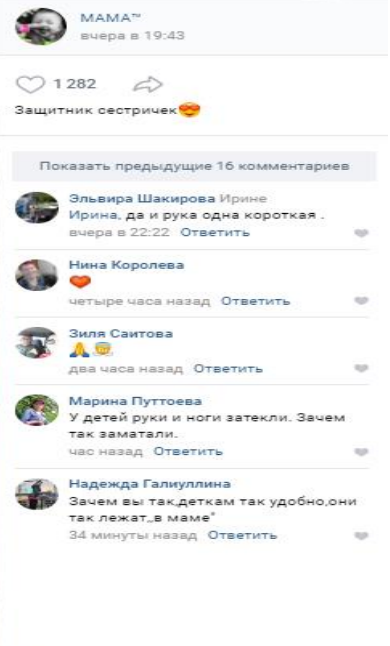 МАМА™
вчера в 19:43
1 282
Защитник сестричек😍
Показать предыдущие 16 комментариев
Эльвира Шакирова Ирине
Ирина, да и рука одна короткая .
вчера в 22:22 Ответить
Нина Королева
❤
четыре часа назад Ответить
Зиля Саитова
🙏😇
два часа назад Ответить
Марина Путтоева
У детей руки и ноги затекли. Зачем
так заматали.
час назад Ответить
Надежда Галиуллина
Зачем вы так,деткам так удобно,они
так лежат„в маме"
34 минуты назад Ответить